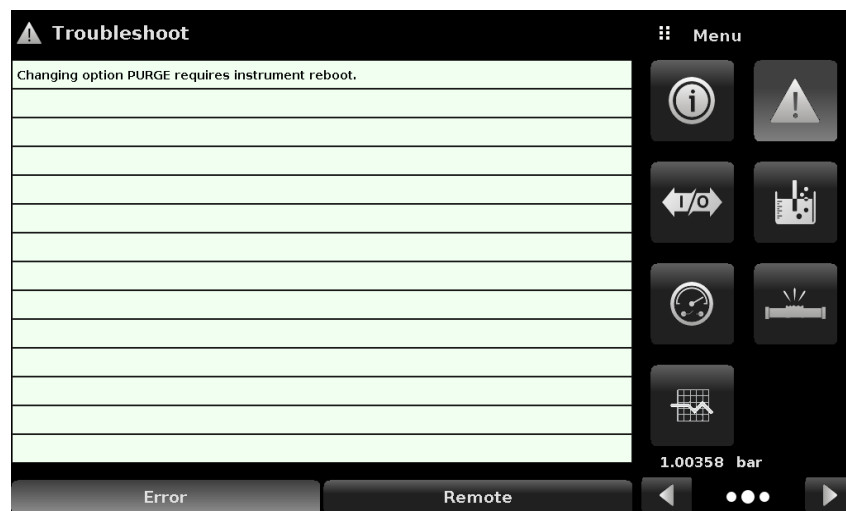 Troubleshoot
Menu
Changing option PURGE requires instrument reboot.
I/O
1.00358 bar
Error
Remote